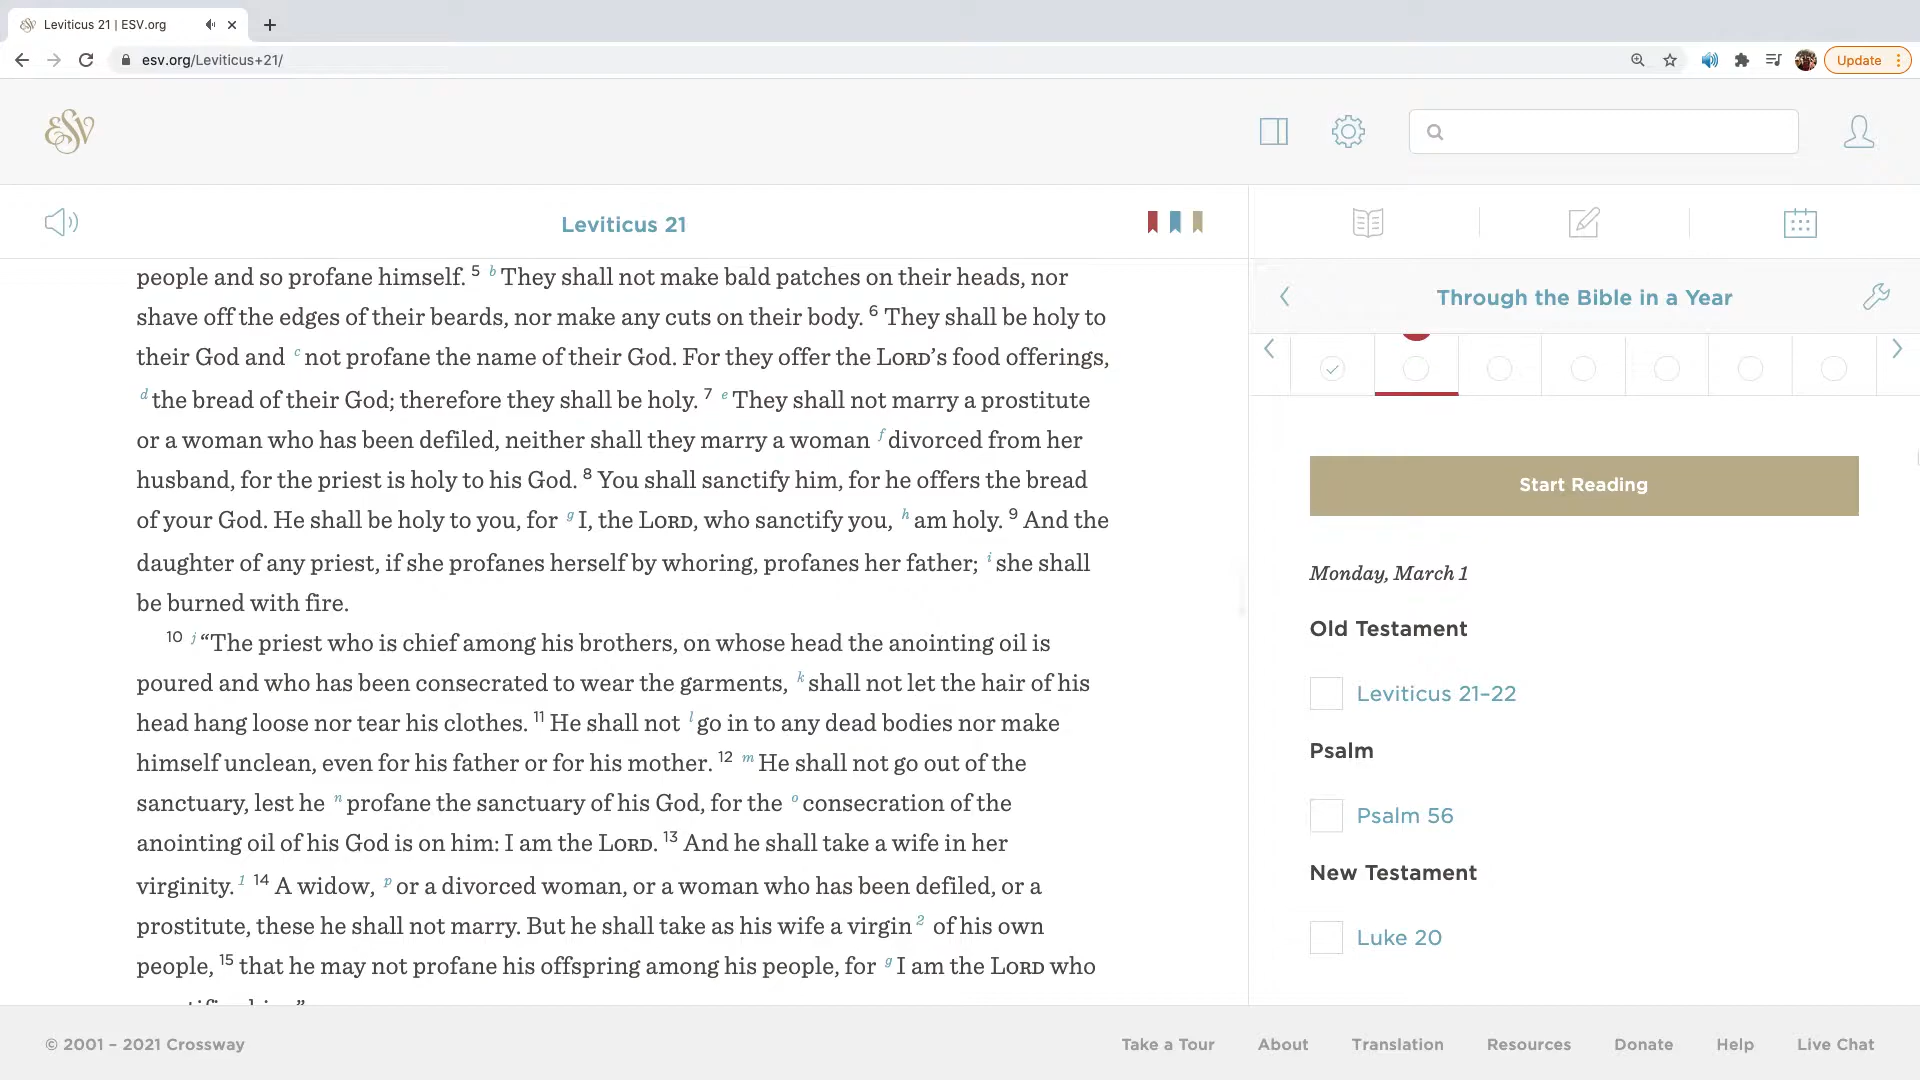 Leviticus 21 | ESV.org
esv.org/Leviticus+21/
Update
ESV
Leviticus 21
people and so profane himself. 5 b They shall not make bald patches on their heads, nor
shave off the edges of their beards, nor make any cuts on their body. 6 They shall be holy to
their God and c not profane the name of their God. For they offer the LORD’s food offerings,
d the bread of their God; therefore they shall be holy. 7 e They shall not marry a prostitute
or a woman who has been defiled, neither shall they marry a woman f divorced from her
husband, for the priest is holy to his God. 8 You shall sanctify him, for he offers the bread
of your God. He shall be holy to you, for g I, the LORD, who sanctify you, h am holy. 9 And the
daughter of any priest, if she profanes herself by whoring, profanes her father; i she shall
be burned with fire.
10 j “The priest who is chief among his brothers, on whose head the anointing oil is
poured and who has been consecrated to wear the garments, k shall not let the hair of his
head hang loose nor tear his clothes. 11 He shall not l go in to any dead bodies nor make
himself unclean, even for his father or for his mother. 12 m He shall not go out of the
sanctuary, lest he n profane the sanctuary of his God, for the o consecration of the
anointing oil of his God is on him: I am the LORD. 13 And he shall take a wife in her
virginity. 1 14 A widow, p or a divorced woman, or a woman who has been defiled, or a
prostitute, these he shall not marry. But he shall take as his wife a virgin 2 of his own
people, 15 that he may not profane his offspring among his people, for g I am the LORD who
Through the Bible in a Year
Start Reading
Monday, March 1
Old Testament
Leviticus 21–22
Psalm
Psalm 56
New Testament
Luke 20
© 2001 – 2021 Crossway
Take a Tour
About
Translation
Resources
Donate
Help
Live Chat